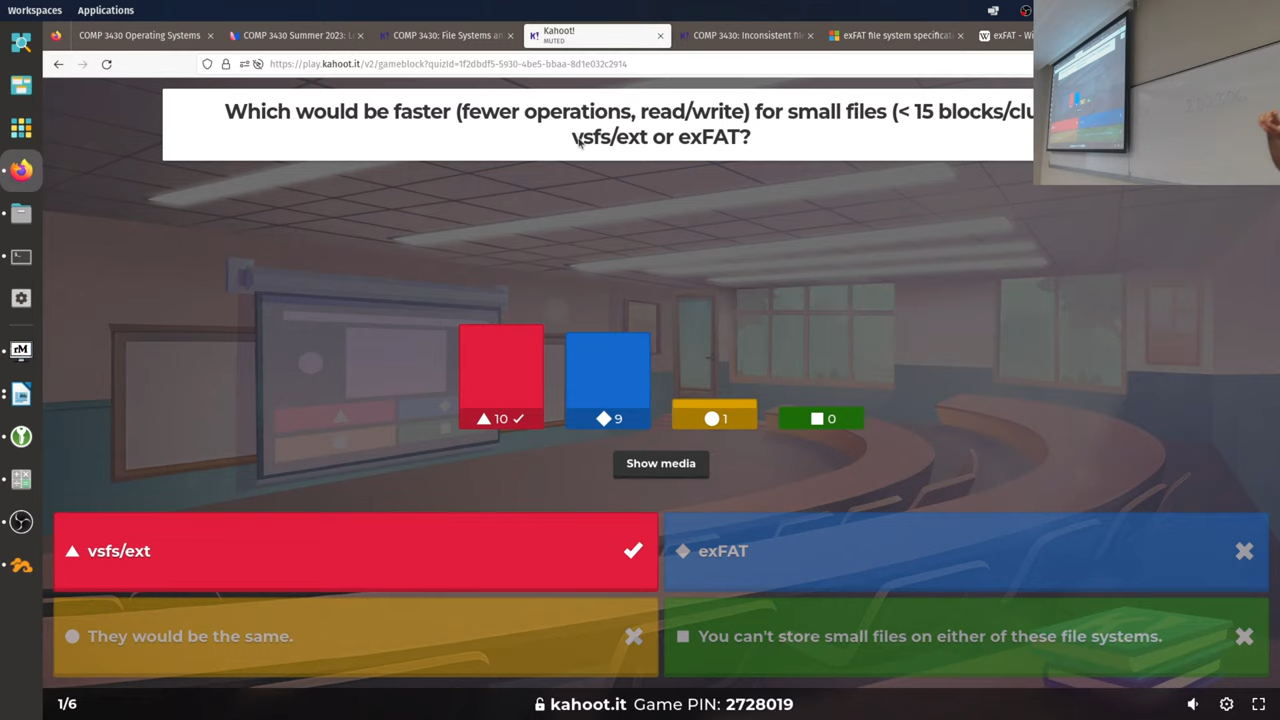 Workspaces Applications
COMP 3430 Operating Systems
COMP 3430 Summer 2023: L
COMP 3430: File Systems an
Kahoot!
MUTED
COMP 3430: Inconsistent fil
exFAT file system specificat
exFAT - Wi
https://play.kahoot.it/v2/gameblock?quizId=1f2dbdf5-5930-4be5-bbaa-8d1e032c2914
Which would be faster (fewer operations, read/write) for small files (< 15 blocks/clu
vsfs/ext or exFAT?
10
9
1
0
Show media
vsfs/ext
exFAT
They would be the same.
You can't store small files on either of these file systems.
1/6
kahoot.it Game PIN: 2728019
rM